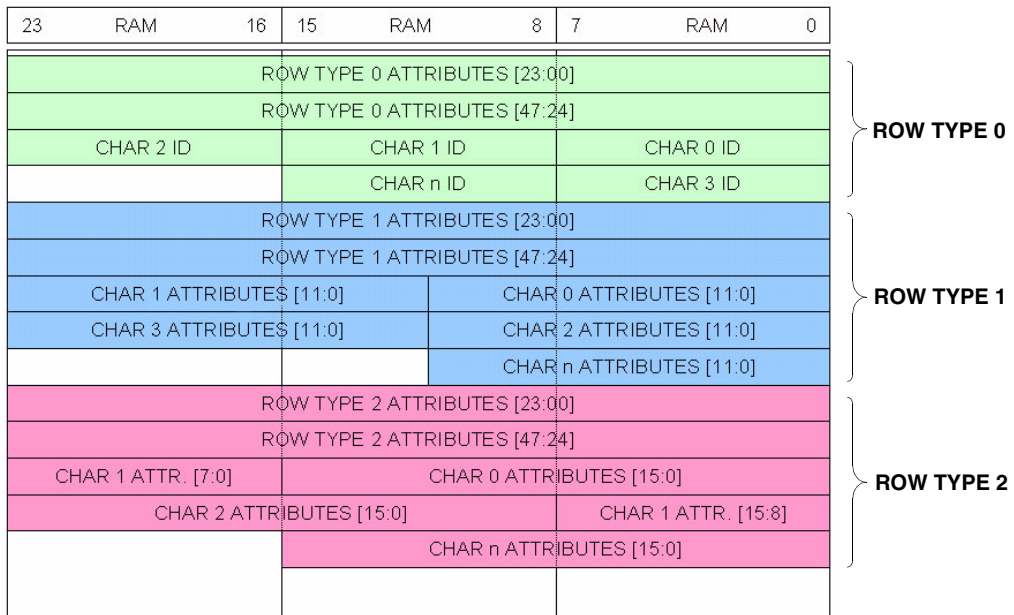 23 RAM 16 15 RAM 8 7 RAM 0
ROW TYPE 0 ATTRIBUTES [23:00]
ROW TYPE 0 ATTRIBUTES [47:24]
CHAR 2 ID CHAR 1 ID CHAR 0 ID
ROW TYPE 0
CHAR n ID CHAR 3 ID
ROW TYPE 1 ATTRIBUTES [23:00]
ROW TYPE 1 ATTRIBUTES [47:24]
CHAR 1 ATTRIBUTES [11:0] CHAR 0 ATTRIBUTES [11:0]
ROW TYPE 1
CHAR 3 ATTRIBUTES [11:0] CHAR 2 ATTRIBUTES [11:0]
CHAR n ATTRIBUTES [11:0]
ROW TYPE 2 ATTRIBUTES [23:00]
ROW TYPE 2 ATTRIBUTES [47:24]
CHAR 1 ATTR. [7:0] CHAR 0 ATTRIBUTES [15:0]
ROW TYPE 2
CHAR 2 ATTRIBUTES [15:0] CHAR 1 ATTR. [15:8]
CHAR n ATTRIBUTES [15:0]